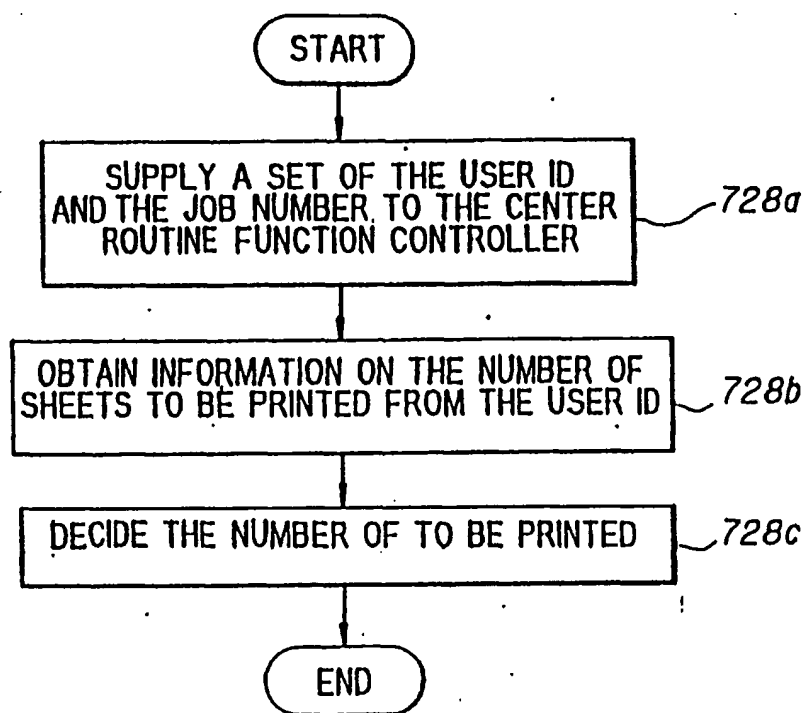 START
SUPPLY A SET OF THE USER ID
AND THE JOB NUMBER TO THE CENTER
ROUTINE FUNCTION CONTROLLER
728a
OBTAIN INFORMATION ON THE NUMBER OF
SHEETS TO BE PRINTED FROM THE USER ID
728b
DECIDE THE NUMBER OF TO BE PRINTED
728c
END